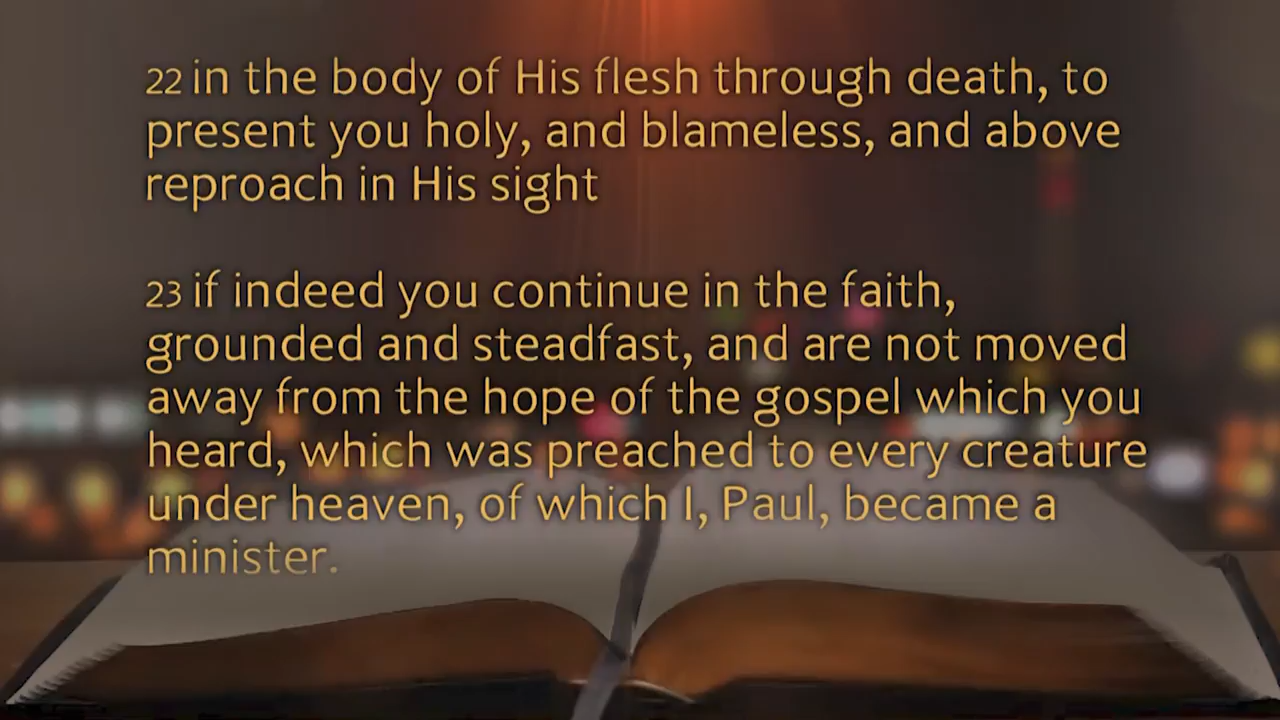 22 in the body of His flesh through death, to
present you holy, and blameless, and above
reproach in His sight
23 if indeed you continue in the faith,
grounded and steadfast, and are not moved
away from the hope of the gospel which you
heard, which was preached to every creature
under heaven, of which I, Paul, became a
minister.